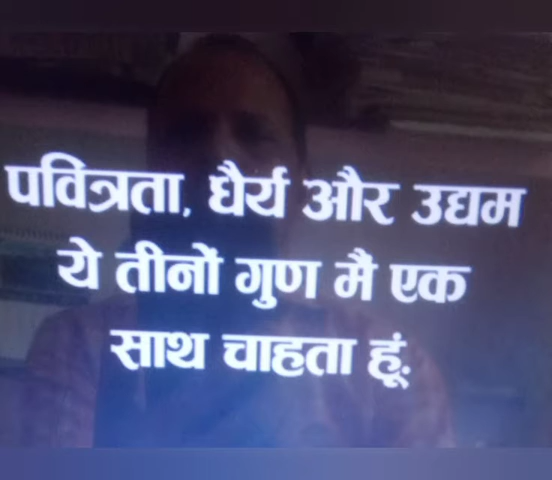 पवित्रता, धैर्य और उद्यम
ये तीनों गुण मैं एक
साथ चाहता हूं.